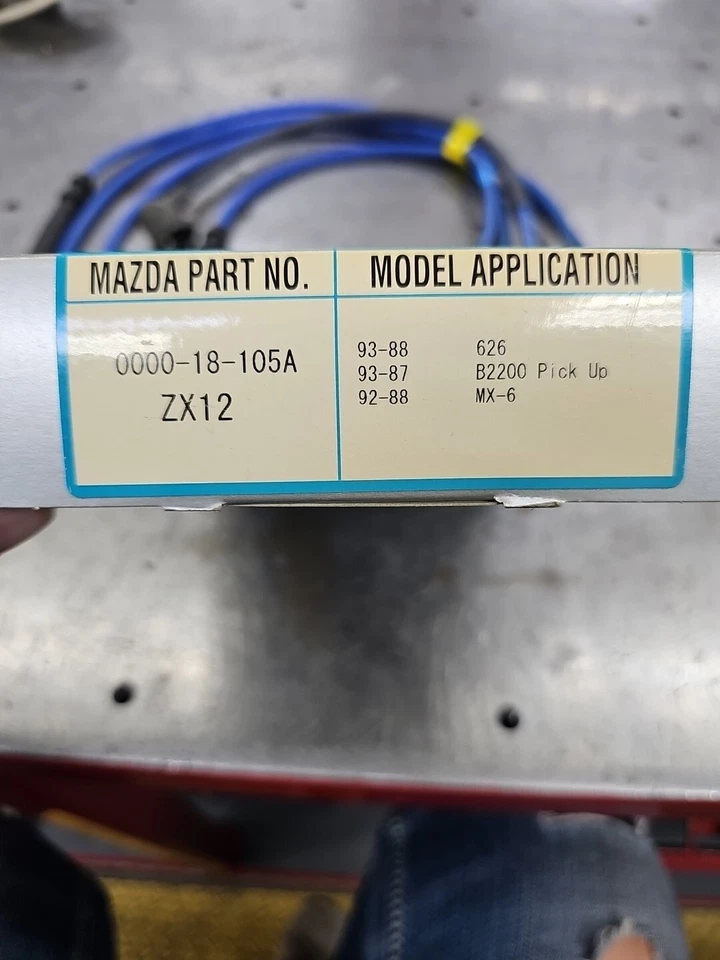 MAZDA PART NO.
0000-18-105A
ZX12
MODEL APPLICATION
93-88 626
93-87 B2200 Pick Up
92-88 MX-6